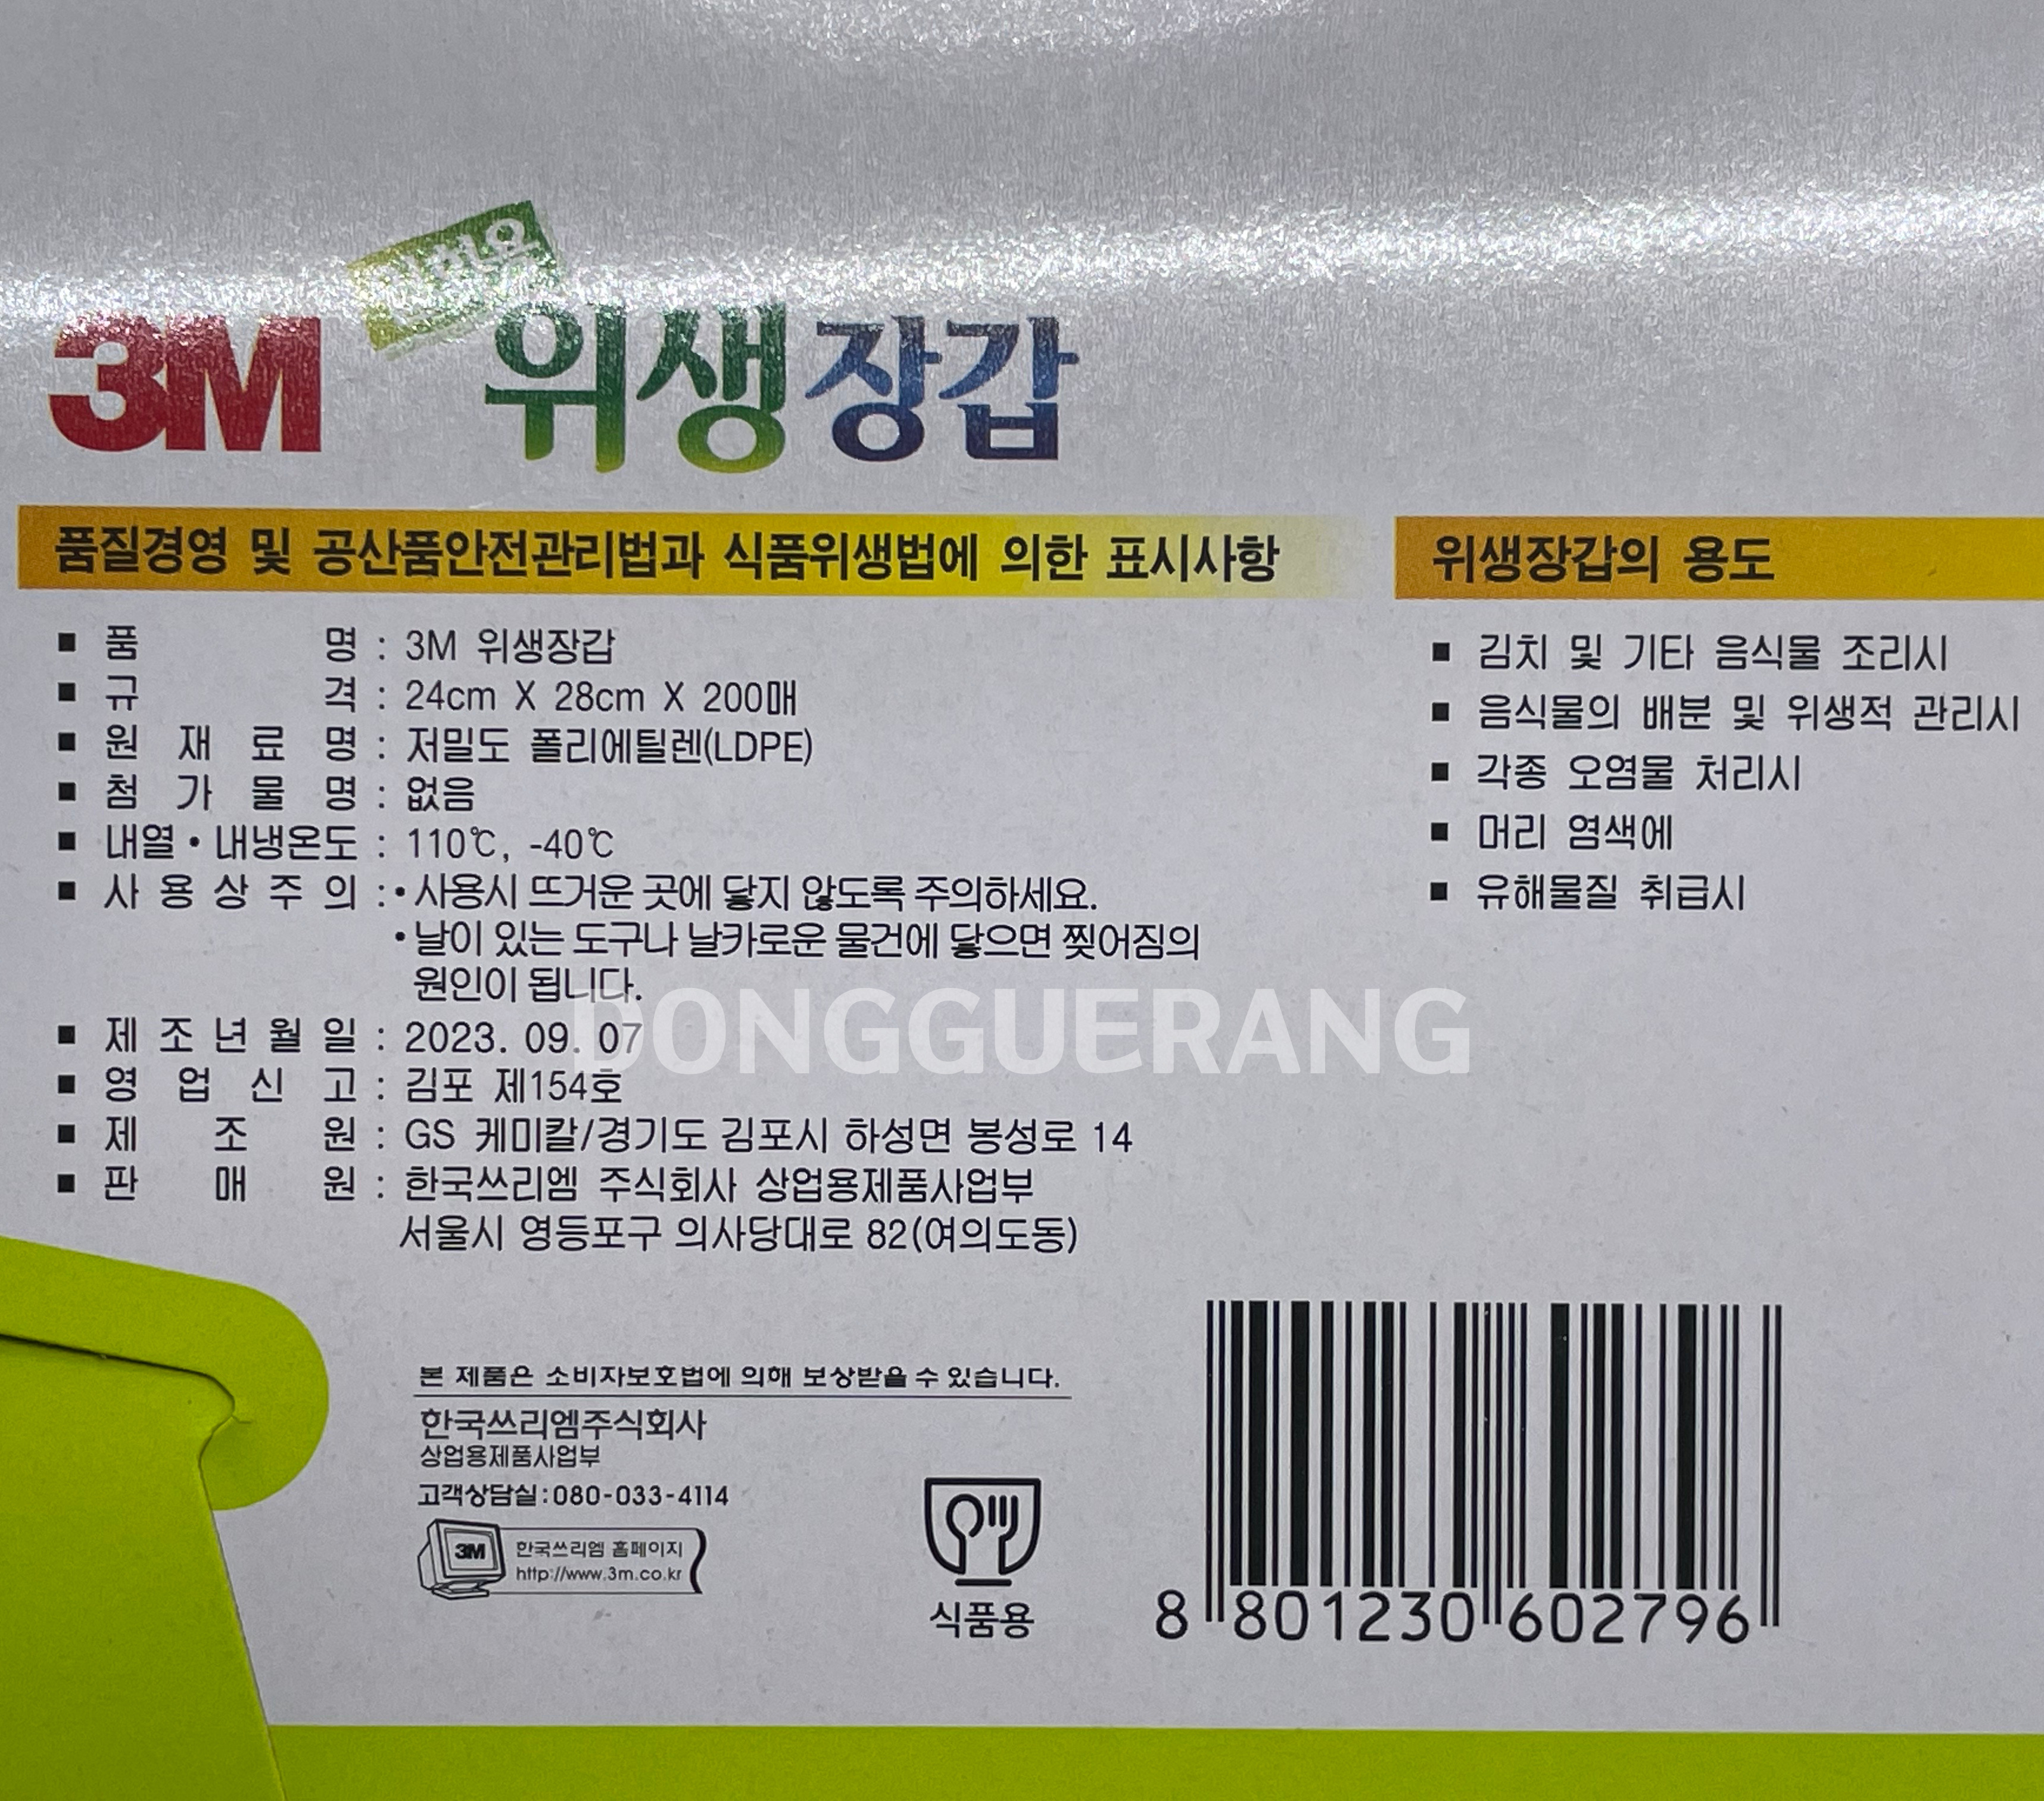 3M 위생장갑
품질경영 및 공산품안전관리법과 식품위생법에 의한 표시사항
■ 품 명 : 3M 위생장갑
■ 규 격 : 24cm X 28cm X 200매
■ 원 재 료 명 : 저밀도 폴리에틸렌(LDPE)
■ 첨 가 물 명 : 없음
■ 내열 • 내냉온도 : 110℃, -40℃
■ 사 용 상 주 의 : • 사용시 뜨거운 곳에 닿지 않도록 주의하세요.
• 날이 있는 도구나 날카로운 물건에 닿으면 찢어짐의
원인이 됩니다.
■ 제 조 년 월 일 : 2023. 09. 07
■ 영 업 신 고 : 김포 제154호
■ 제 조 원 : GS 케미칼/경기도 김포시 하성면 봉성로 14
■ 판 매 원 : 한국쓰리엠 주식회사 상업용제품사업부
서울시 영등포구 의사당대로 82(여의도동)
위생장갑의 용도
■ 김치 및 기타 음식물 조리시
■ 음식물의 배분 및 위생적 관리시
■ 각종 오염물 처리시
■ 머리 염색에
■ 유해물질 취급시
DONGGUERANG
본 제품은 소비자보호법에 의해 보상받을 수 있습니다.
한국쓰리엠주식회사
상업용제품사업부
고객상담실:080-033-4114
3M
한국쓰리엠 홈페이지
http://www.3m.co.kr
식품용
8 801230 602796